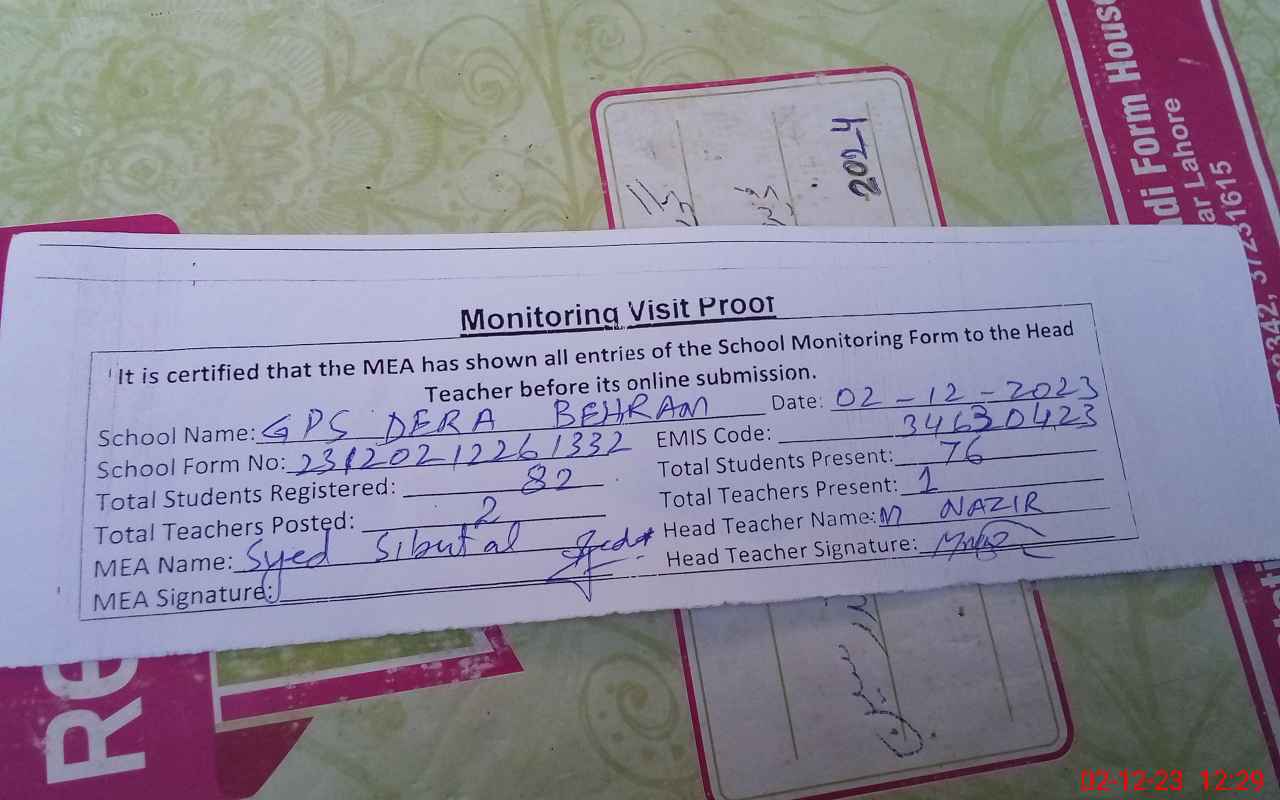 ndi Form House
ar Lahore
37231615
2024
Monitoring Visit Proof
It is certified that the MEA has shown all entries of the School Monitoring Form to the Head
Teacher before its online submission.
School Name: GPS DERA BEHRAM Date: 02-12-2023
School Form No: 23120212261332 EMIS Code: 34630423
Total Students Registered: 82 Total Students Present: 76
Total Teachers Posted: 2 Total Teachers Present: 1
MEA Name: Syed Sibutal Head Teacher Name: M NAZIR
MEA Signature: Head Teacher Signature:
Re
02-12-23 12:29